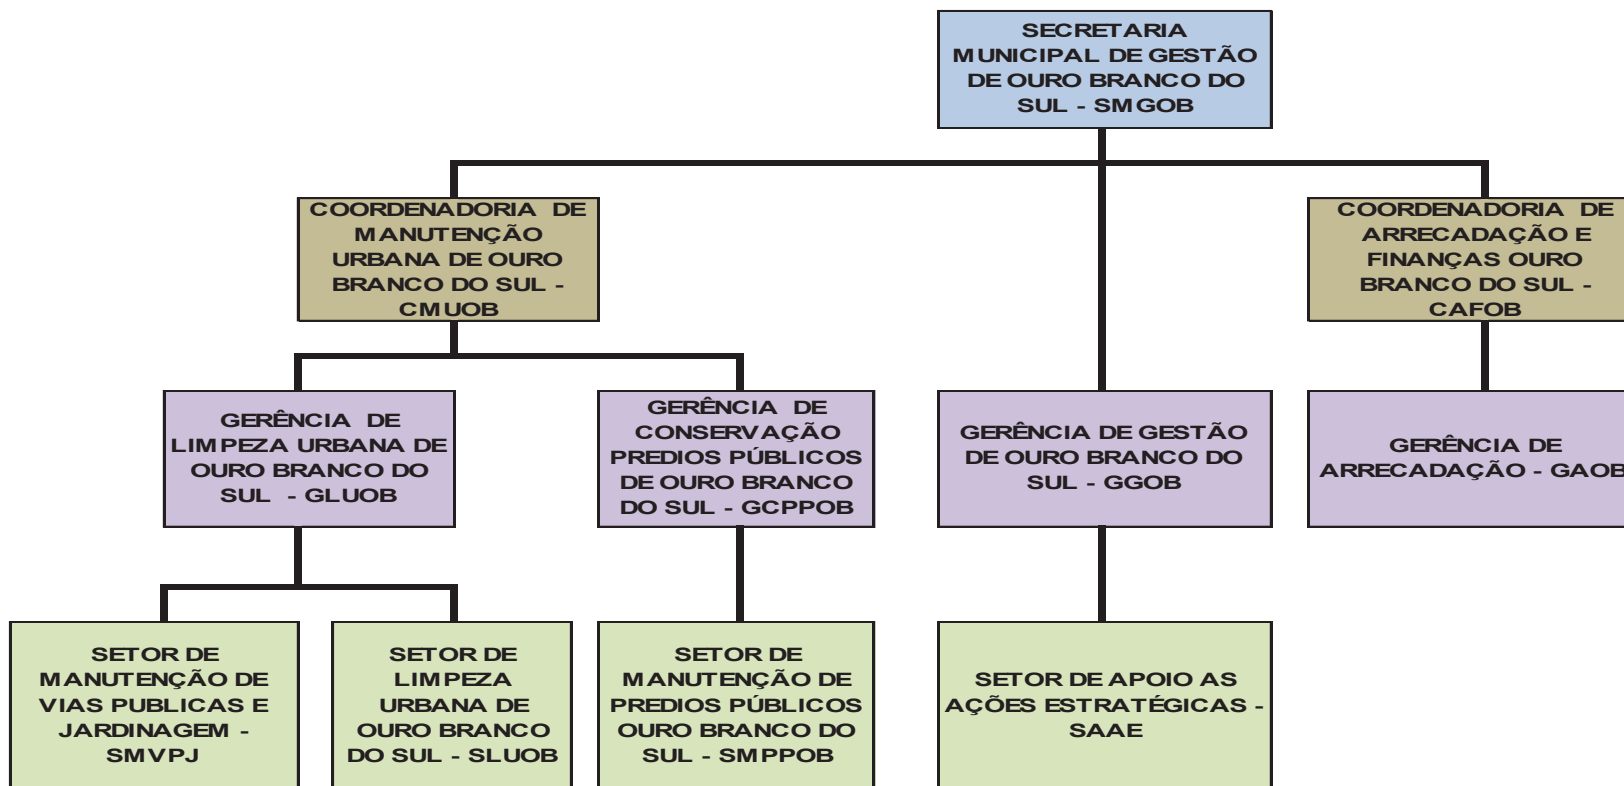 SECRETARIA
MUNICIPAL DE GESTÃO
DE OURO BRANCO DO
SUL - SMGOB
COORDENADORIA DE
MANUTENÇÃO
URBANA DE OURO
BRANCO DO SUL -
CMUOB
COORDENADORIA DE
ARRECADAÇÃO E
FINANÇAS OURO
BRANCO DO SUL -
CAFOB
GERÊNCIA DE
LIMPEZA URBANA DE
OURO BRANCO DO
SUL - GLUOB
GERÊNCIA DE
CONSERVAÇÃO
PREDIOS PÚBLICOS
DE OURO BRANCO
DO SUL - GCPPOB
GERÊNCIA DE GESTÃO
DE OURO BRANCO DO
SUL - GGOB
GERÊNCIA DE
ARRECADAÇÃO - GAOB
SETOR DE
MANUTENÇÃO DE
VIAS PUBLICAS E
JARDINAGEM -
SMVPJ
SETOR DE
LIMPEZA
URBANA DE
OURO BRANCO
DO SUL - SLUOB
SETOR DE
MANUTENÇÃO DE
PREDIOS PÚBLICOS
OURO BRANCO DO
SUL - SMPPOB
SETOR DE APOIO AS
AÇÕES ESTRATÉGICAS -
SAAE